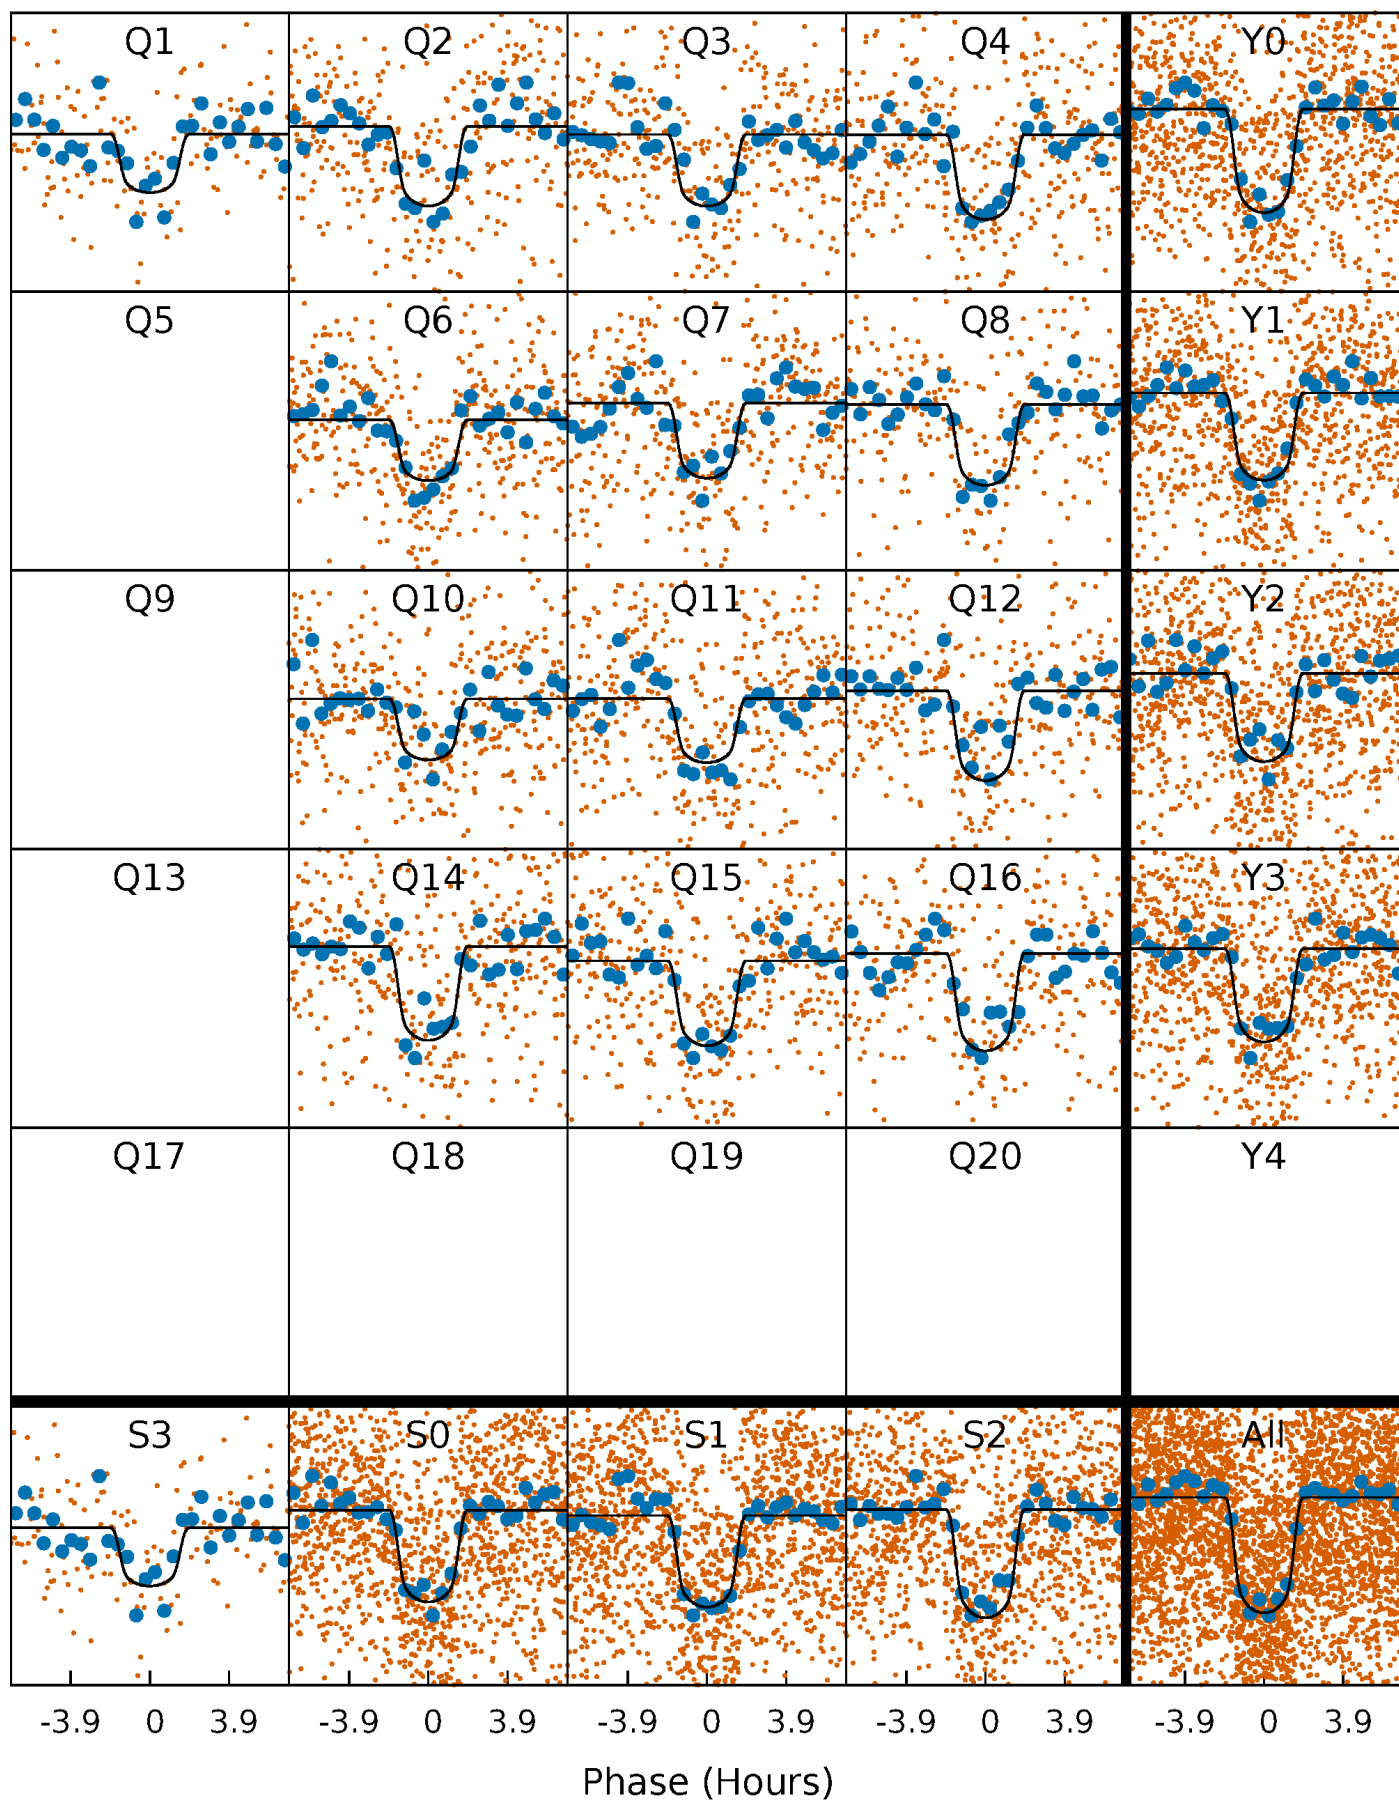 Q1 Q2 Q3 Q4 Y0
Q5 Q6 Q7 Q8 Y1
Q9 Q10 Q11 Q12 Y2
Q13 Q14 Q15 Q16 Y3
Q17 Q18 Q19 Q20 Y4
S3 S0 S1 S2 All
-3.9 0 3.9 -3.9 0 3.9 -3.9 0 3.9 -3.9 0 3.9 -3.9 0 3.9
Phase (Hours)